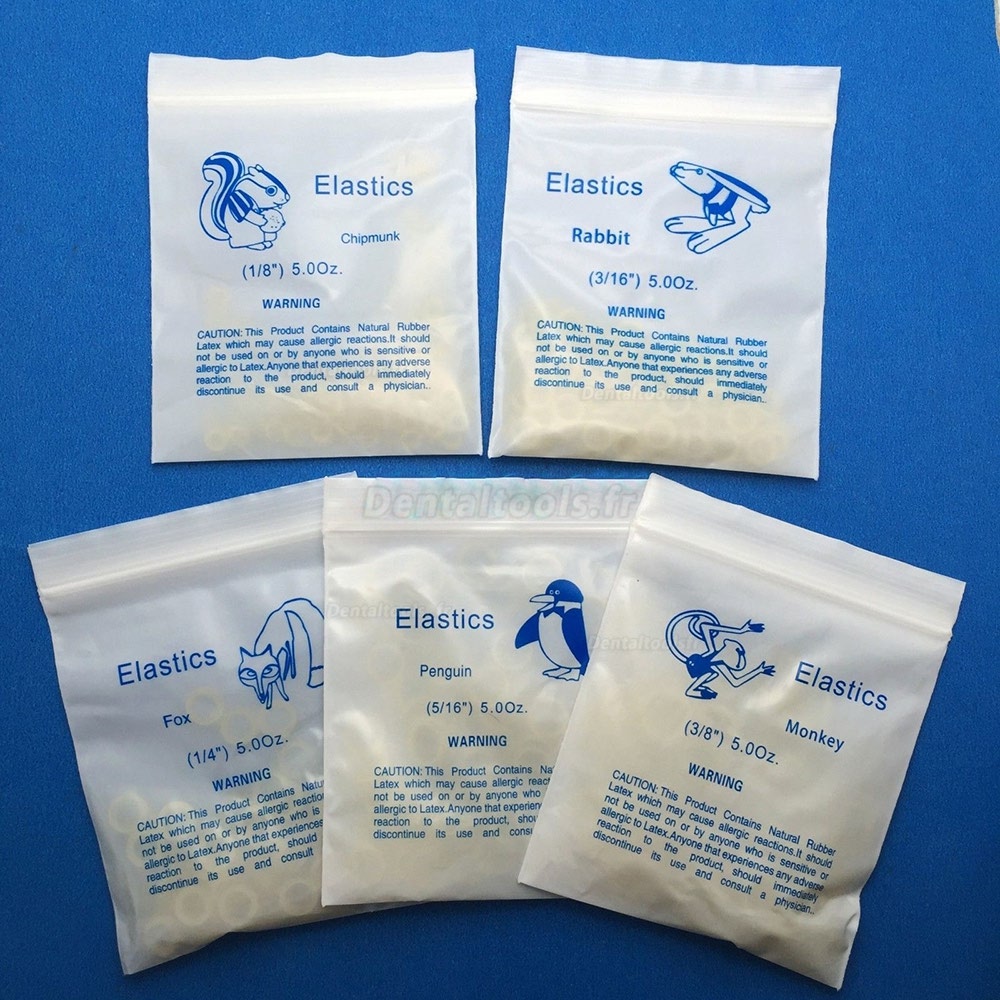 Elastics
Chipmunk
(1/8") 5.0Oz.
WARNING
CAUTION: This Product Contains Natural Rubber
Latex which may cause allergic reactions.It should
not be used on or by anyone who is sensitive or
allergic to Latex.Anyone that experiences any adverse
reaction to the product, should immediately
discontinue its use and consult a physician..
Elastics
Rabbit
(3/16") 5.0Oz.
WARNING
CAUTION: This Product Contains Natural Rubber
Latex which may cause allergic reactions.It should
not be used on or by anyone who is sensitive or
allergic to Latex.Anyone that experiences any adverse
reaction to the product, should immediately
discontinue its use and consult a physician..
Dentaltools.fr
Dentaltools.fr
Elastics
Fox
(1/4") 5.0Oz.
WARNING
CAUTION: This Product Contains Natu
Latex which may cause allergic reaction
not be used on or by anyone who is
allergic to Latex.Anyone that experiences
reaction to the product, should
discontinue its use and consult
Dentaltools.fr
Elastics
Penguin
(5/16") 5.0Oz.
WARNING
CAUTION: This Product Contains Na
Latex which may cause allergic reac
not be used on or by anyone who
allergic to Latex.Anyone that experien
reaction to the product, shou
discontinue its use and cons
Dentaltools.fr
Elastics
Monkey
(3/8") 5.0Oz.
WARNING
CAUTION: This Product Contains Natural Rubber
Latex which may cause allergic reactions.It should
not be used on or by anyone who is sensitive or
allergic to Latex.Anyone that experiences any adverse
reaction to the product, should immediately
discontinue its use and consult a physician..